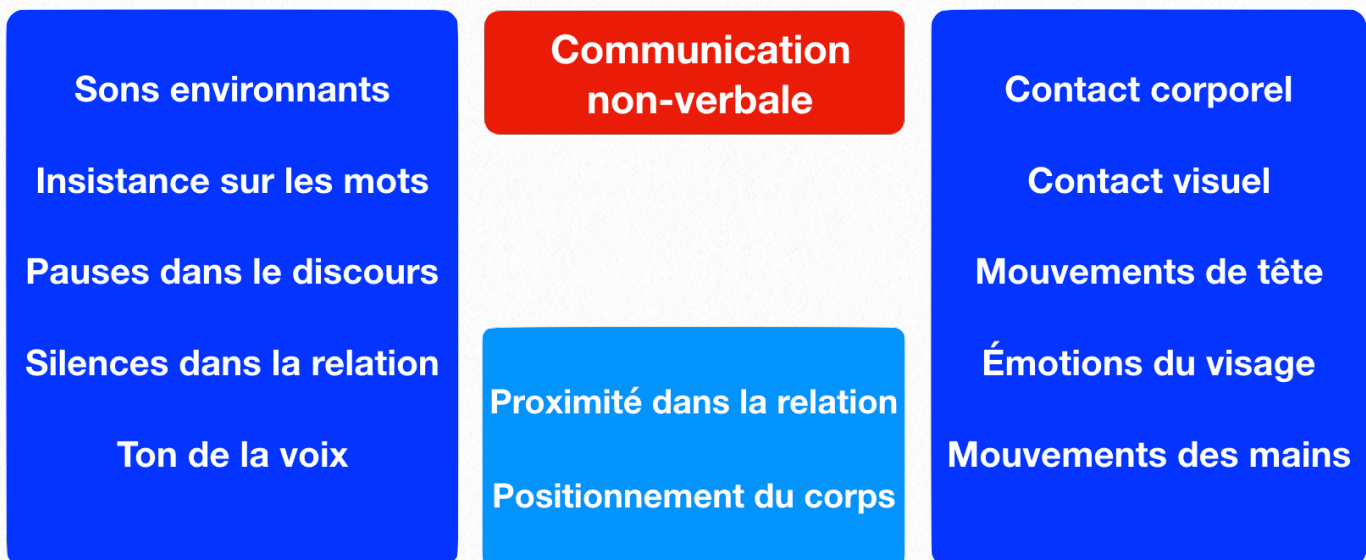 Communication
non-verbale
Sons environnants
Insistance sur les mots
Pauses dans le discours
Silences dans la relation
Ton de la voix
Proximité dans la relation
Positionnement du corps
Contact corporel
Contact visuel
Mouvements de tête
Émotions du visage
Mouvements des mains